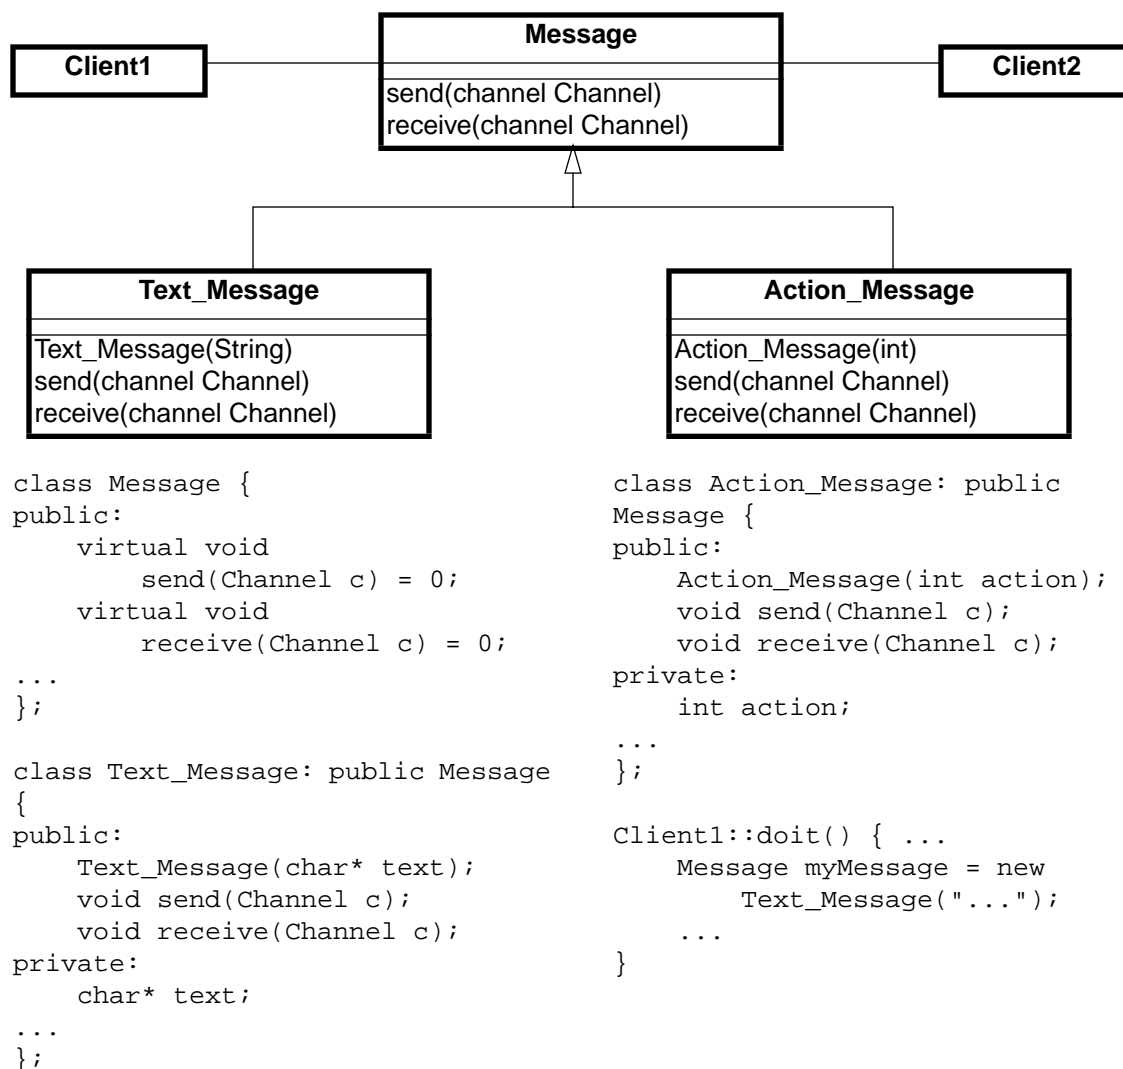 Message
Client1
Client2
send(channel Channel)
receive(channel Channel)
Text_Message
Text_Message(String)
send(channel Channel)
receive(channel Channel)
Action_Message
Action_Message(int)
send(channel Channel)
receive(channel Channel)
class Message {
public:
    virtual void
        send(Channel c) = 0;
    virtual void
        receive(Channel c) = 0;
...
};

class Text_Message: public Message
{
public:
    Text_Message(char* text);
    void send(Channel c);
    void receive(Channel c);
private:
    char* text;
...
};
class Action_Message: public
Message {
public:
    Action_Message(int action);
    void send(Channel c);
    void receive(Channel c);
private:
    int action;
...
};

Client1::doit() { ...
    Message myMessage = new
        Text_Message("...");
    ...
}